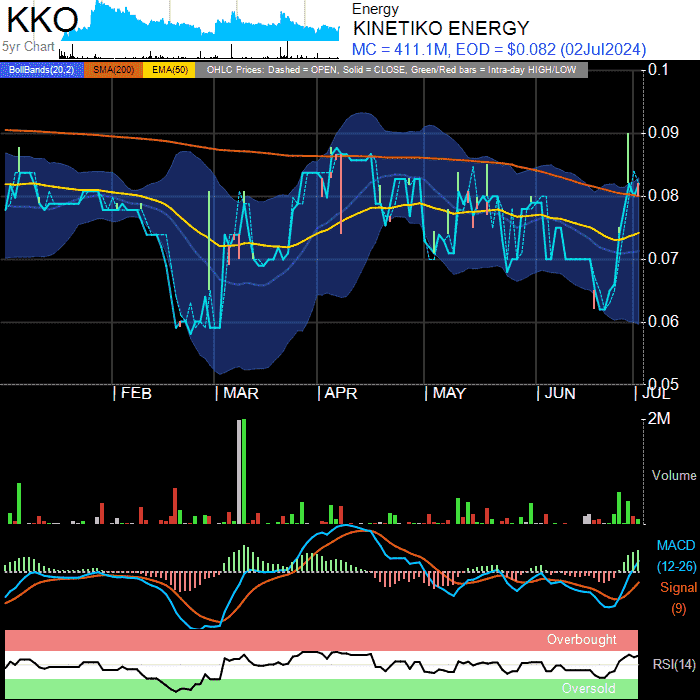 KKO
Energy
KINETIKO ENERGY
5yr Chart
MC = 411.1M, EOD = $0.082 (02Jul2024)
BollBands(20,2) SMA(200) EMA(50) OHLC Prices: Dashed = OPEN, Solid = CLOSE, Green/Red bars = Intra-day HIGH/LOW
0.1
0.09
0.08
0.07
0.06
0.05
FEB MAR APR MAY JUN JUL
2M
Volume
MACD
(12-26)
Signal
(9)
Overbought
RSI(14)
Oversold